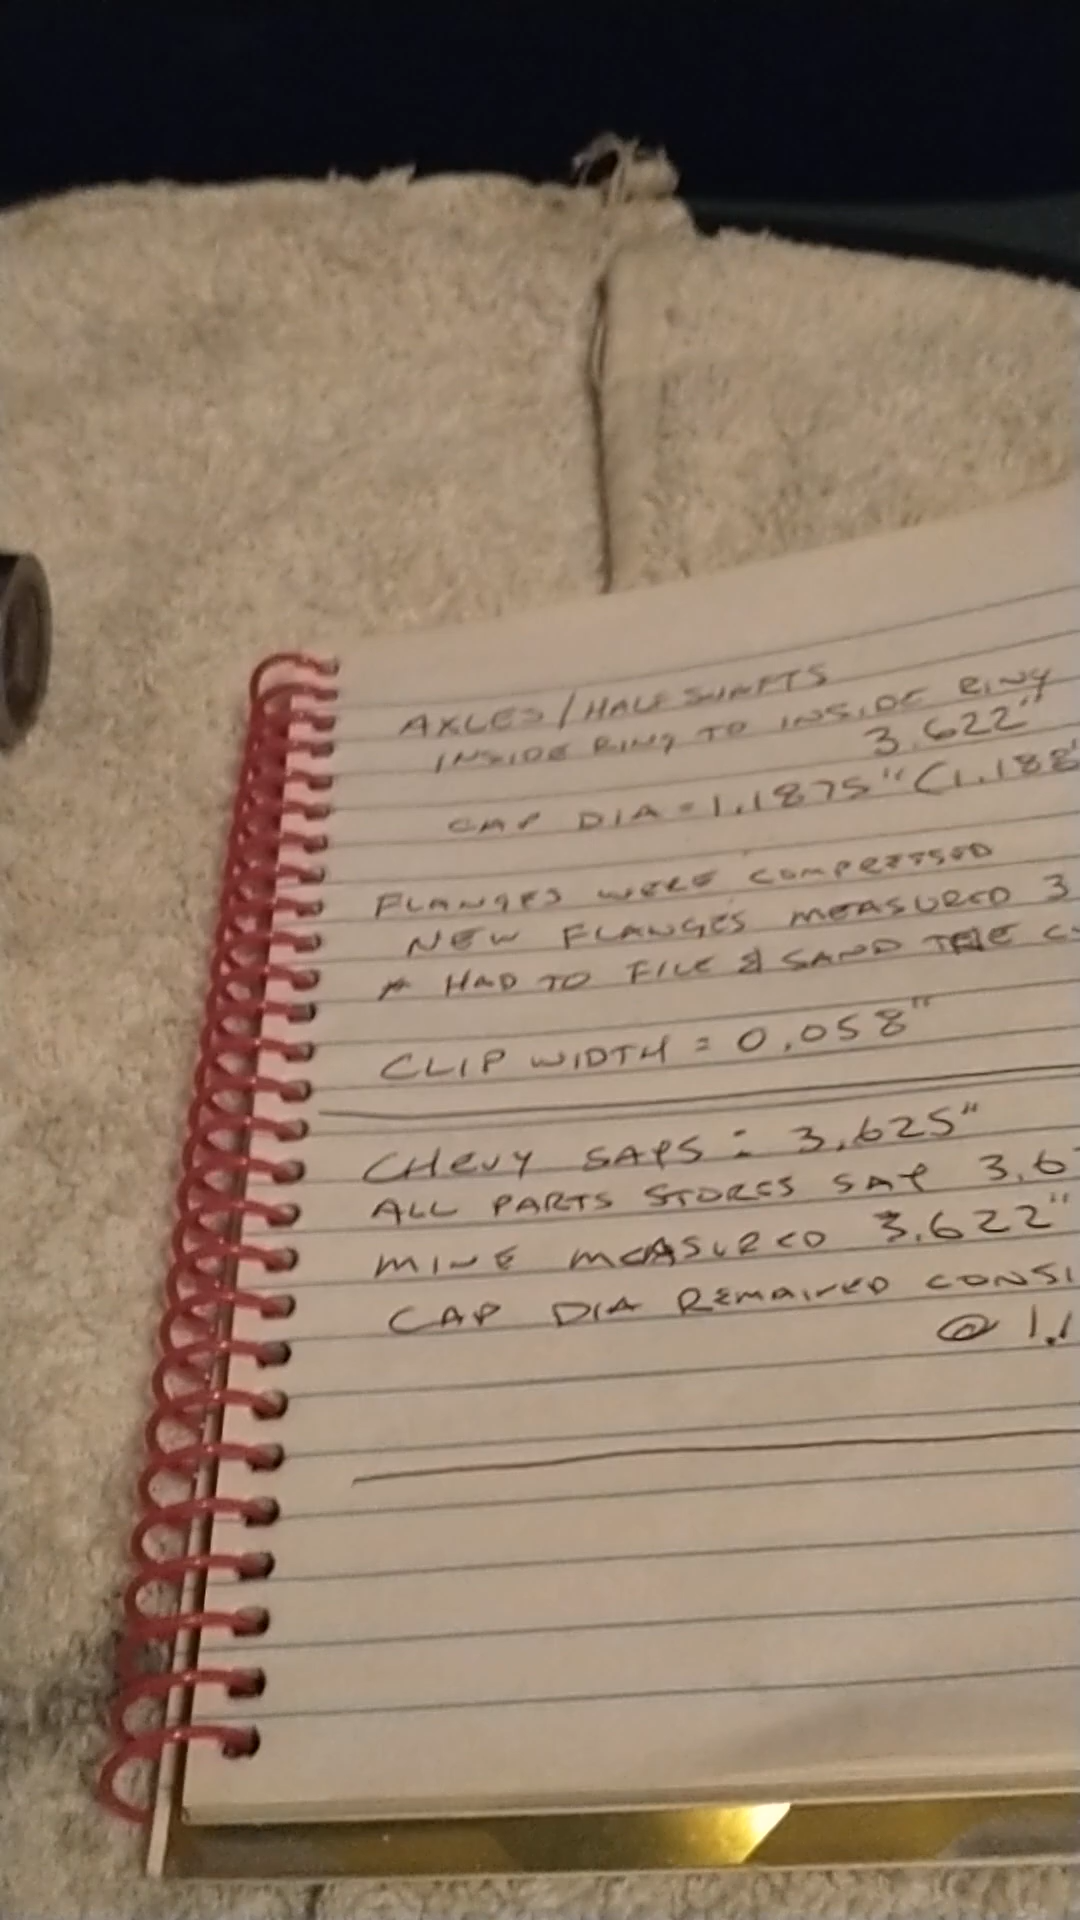 AXLES/HALFSHAFTS
INSIDE RING TO INSIDE RING
3.622"
CAP DIA = 1.1875" (1.188"
FLANGES WERE COMPRESSED
NEW FLANGES MEASURED 3
* HAD TO FILE & SAND THE C
CLIP WIDTH = 0.058"
CHEVY SAYS : 3.625"
ALL PARTS STORES SAY 3.6
MINE MEASURED 3.622"
CAP DIA REMAINED CONSI
@ 1.1